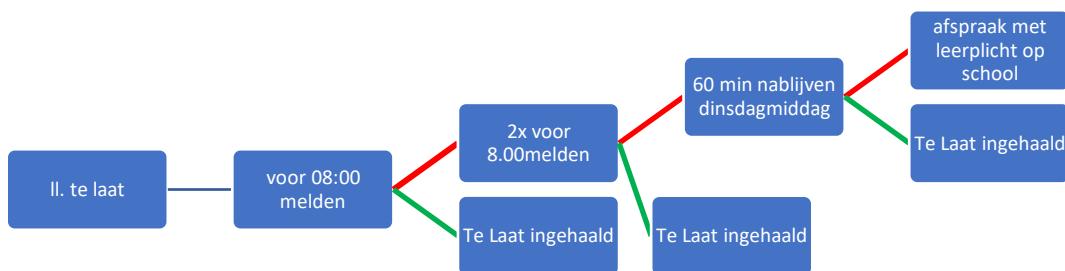 ll. te laat
voor 08:00
melden
2x voor
8.00melden
Te Laat ingehaald
60 min nablijven
dinsdagmiddag
Te Laat ingehaald
afspraak met
leerplicht op
school
Te Laat ingehaald